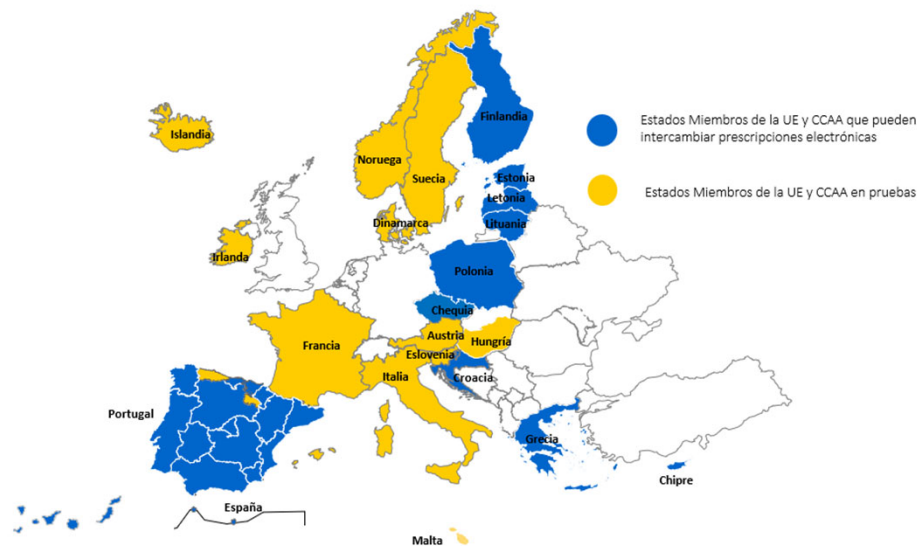 Islandia
Finlandia
Noruega
Suecia
Estonia
Letonia
Lituania
Dinamarca
Irlanda
Polonia
Chequia
Francia
Austria
Hungría
Eslovenia
Italia
Croacia
Portugal
Grecia
Chipre
España
Malta
Estados Miembros de la UE y CCAA que pueden
intercambiar prescripciones electrónicas
Estados Miembros de la UE y CCAA en pruebas